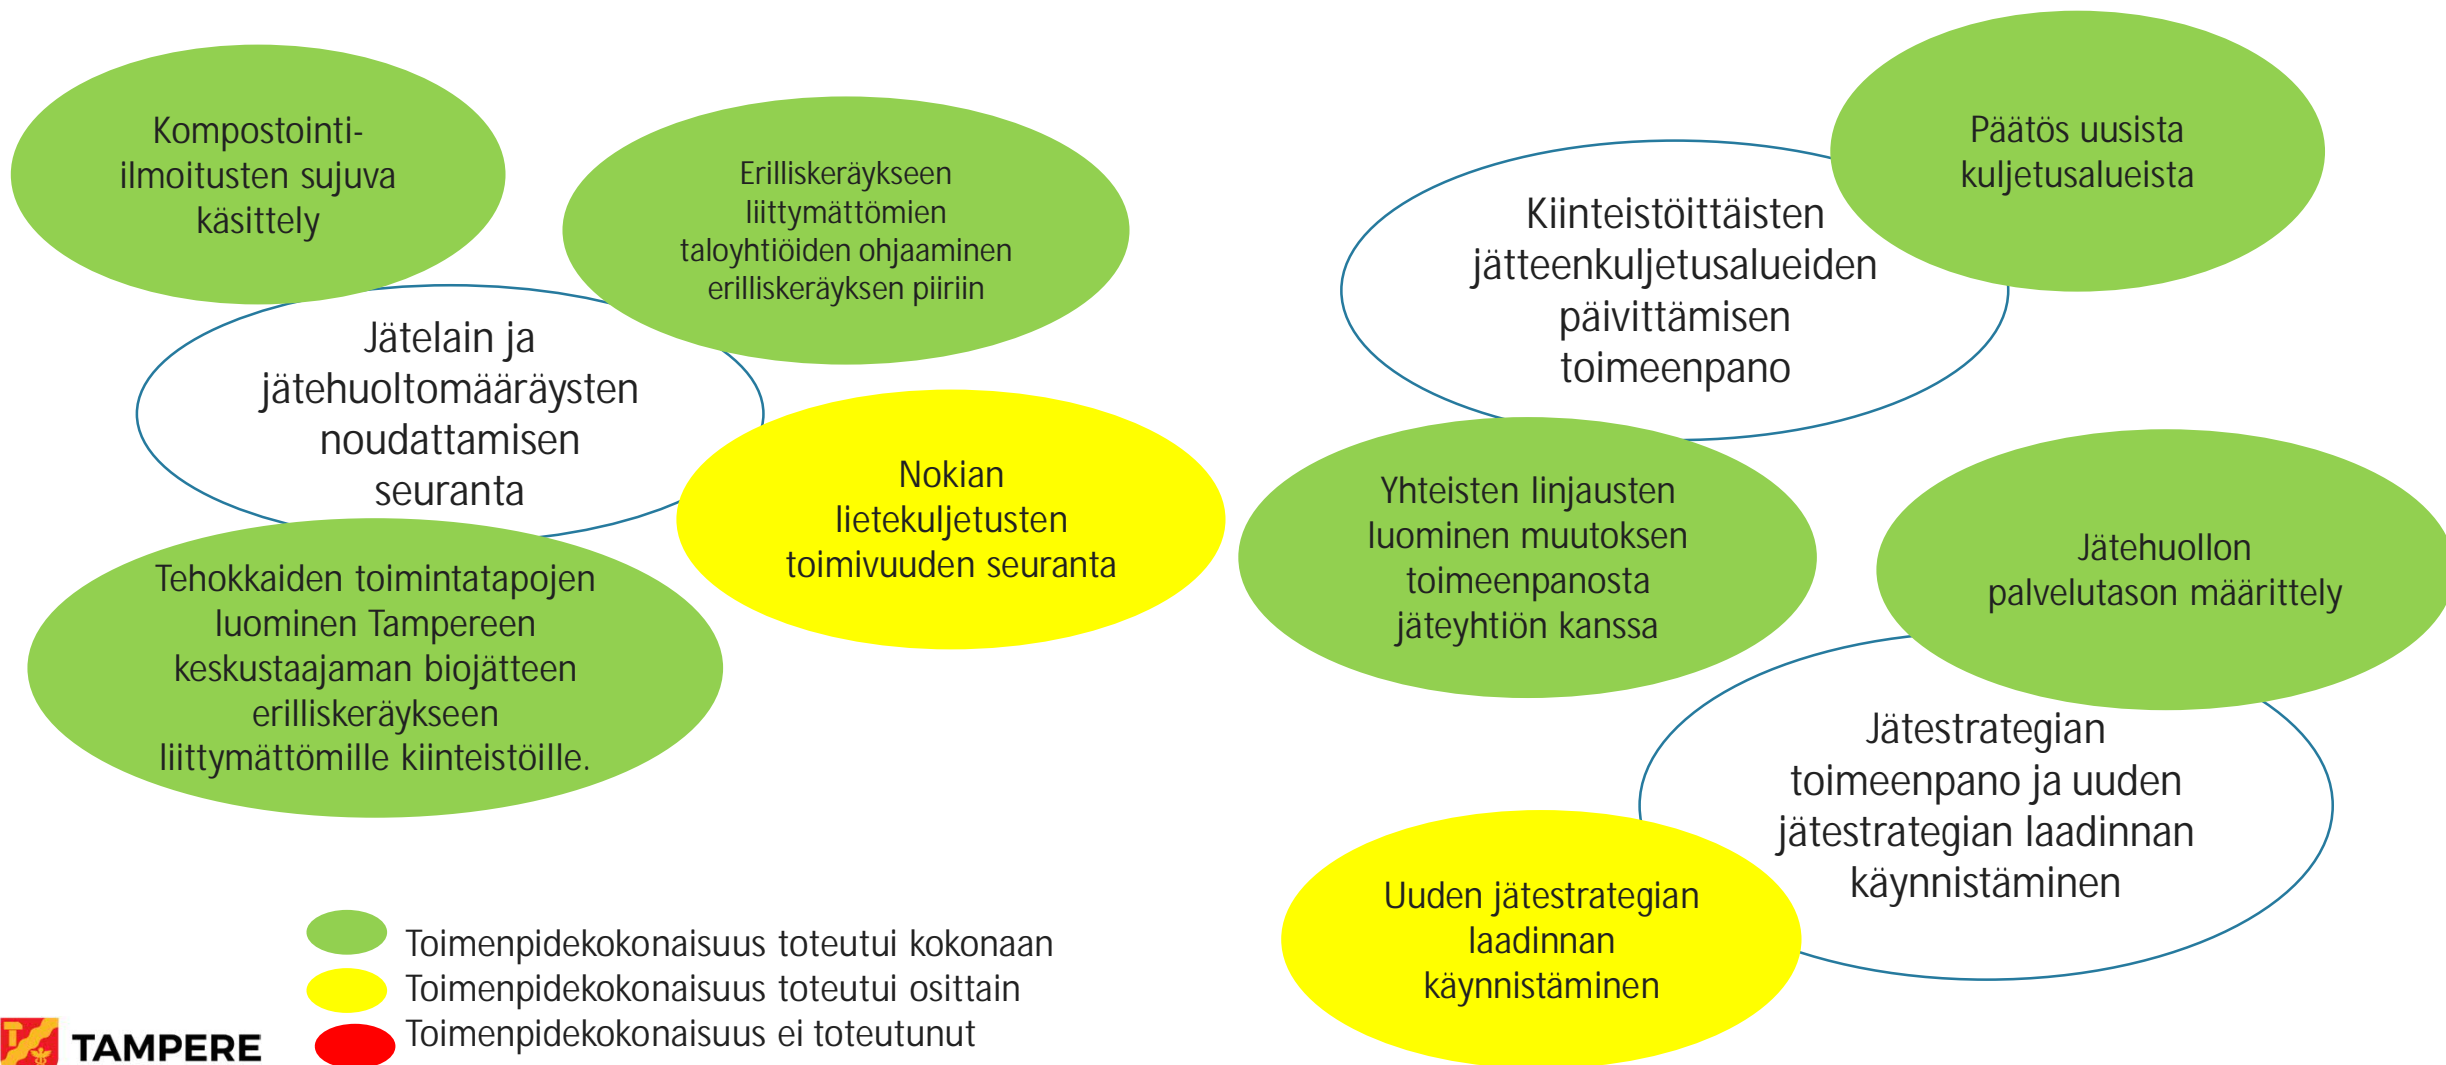 Kompostointi-
ilmoitusten sujuva
käsittely
Erilliskeräykseen
liittymättömien
taloyhtiöiden ohjaaminen
erilliskeräyksen piiriin
Jätelain ja
jätehuoltomääräysten
noudattamisen
seuranta
Nokian
lietekuljetusten
toimivuuden seuranta
Tehokkaiden toimintatapojen
luominen Tampereen
keskustaajaman biojätteen
erilliskeräykseen
liittymättömille kiinteistöille.
Päätös uusista
kuljetusalueista
Kiinteistöittäisten
jätteenkuljetusalueiden
päivittämisen
toimeenpano
Yhteisten linjausten
luominen muutoksen
toimeenpanosta
jäteyhtiön kanssa
Jätehuollon
palvelutason määrittely
Jätestrategian
toimeenpano ja uuden
jätestrategian laadinnan
käynnistäminen
Uuden jätestrategian
laadinnan
käynnistäminen
Toimenpidekokonaisuus toteutui kokonaan
Toimenpidekokonaisuus toteutui osittain
Toimenpidekokonaisuus ei toteutunut
TAMPERE